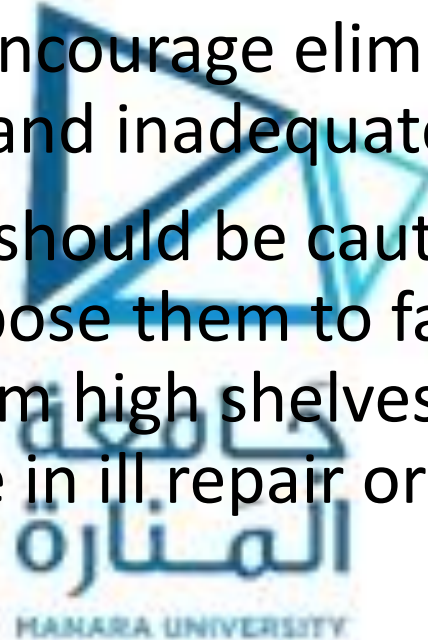 ncourage elim
and inadequate
should be caut
pose them to fa
m high shelves
e in ill repair or
جامعة
المنارة
MANARA UNIVERSITY